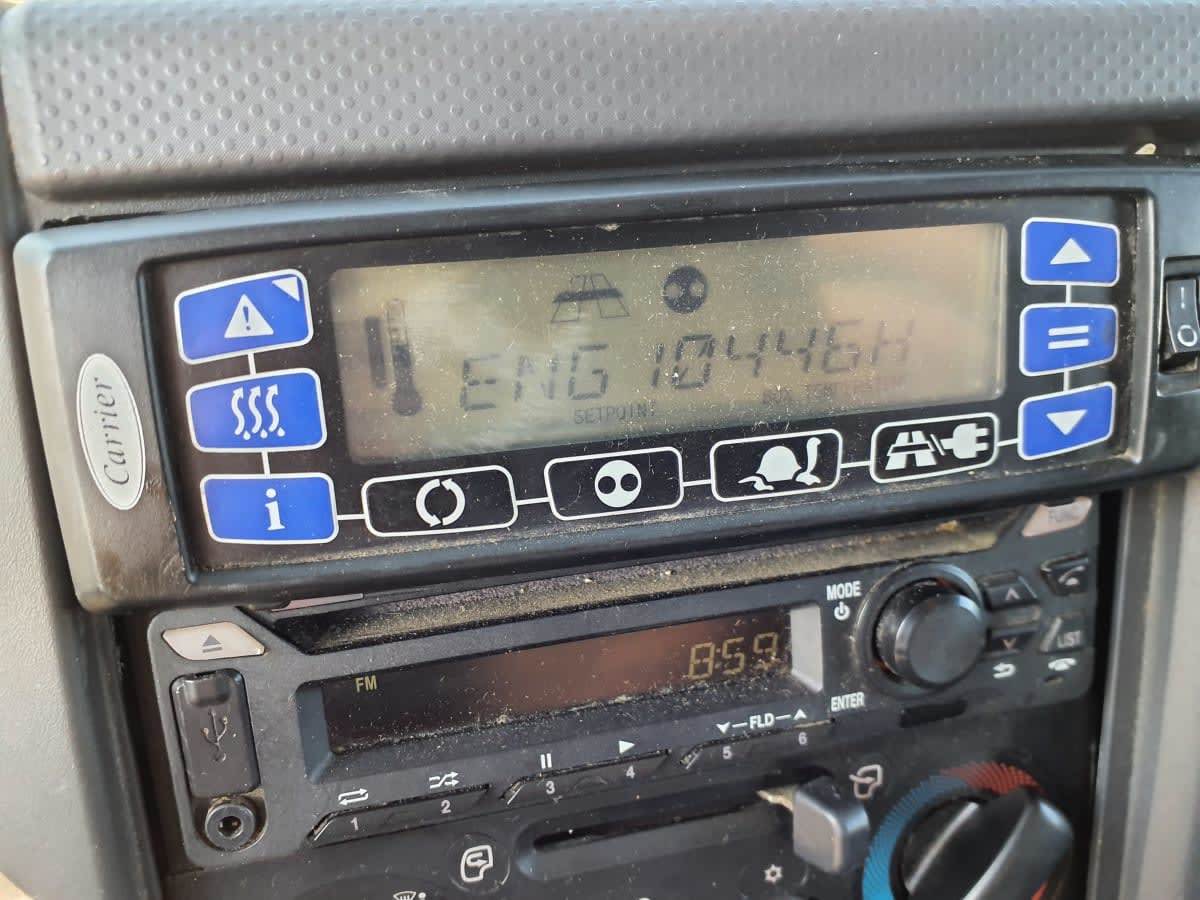 Carrier
ENG 10446H
SETPOINT
i
MODE
FM
8:59
LIST
ENTER
FLD
1
2
3
4
5
6